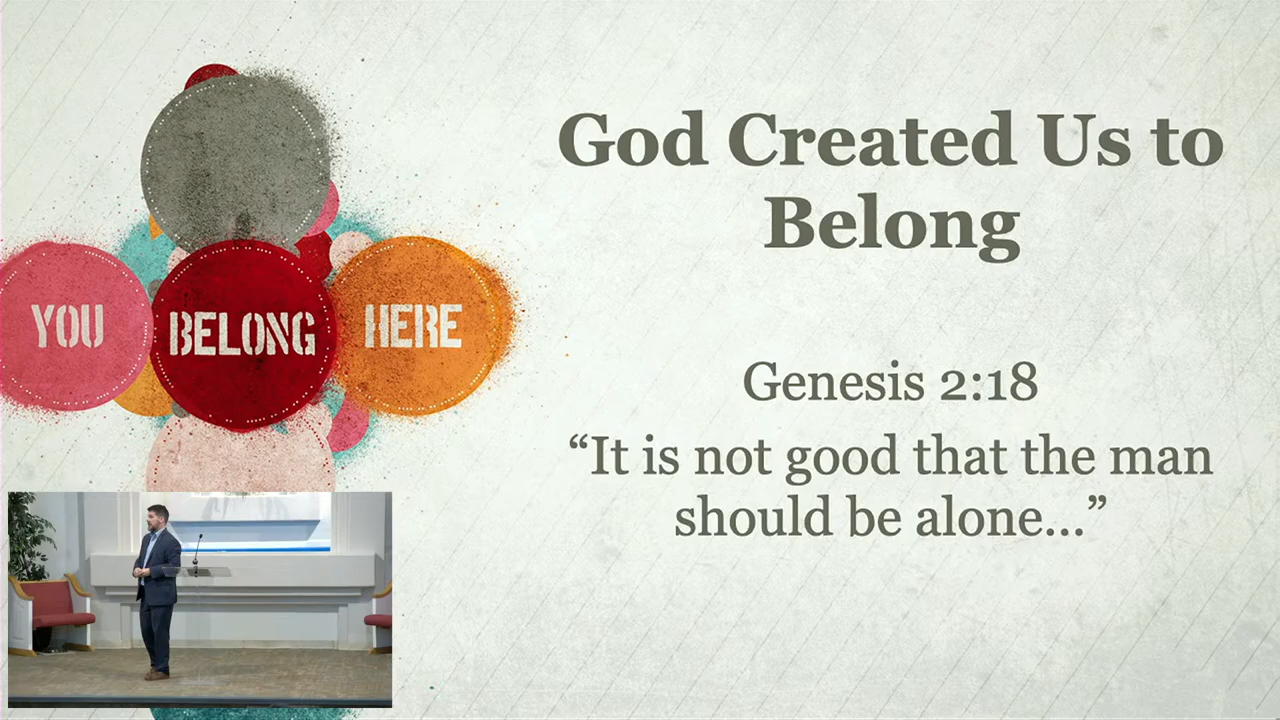 God Created Us to
Belong
YOU BELONG HERE
Genesis 2:18
“It is not good that the man
should be alone...”